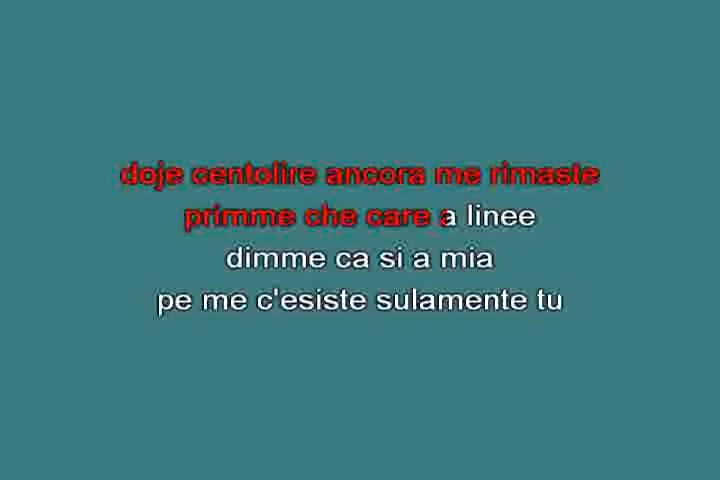 doje centolire ancora me rimaste
primme che care a linee
dimme ca si a mia
pe me c'esiste sulamente tu